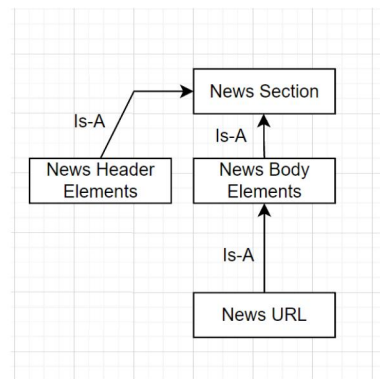 News Section
Is-A
Is-A
News Header
Elements
News Body
Elements
Is-A
News URL